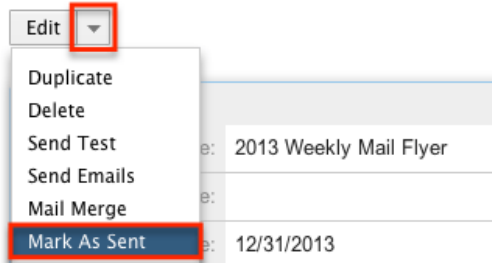 Edit
Duplicate
Delete
Send Test
e: 2013 Weekly Mail Flyer
Send Emails
e:
Mail Merge
Mark As Sent
e: 12/31/2013